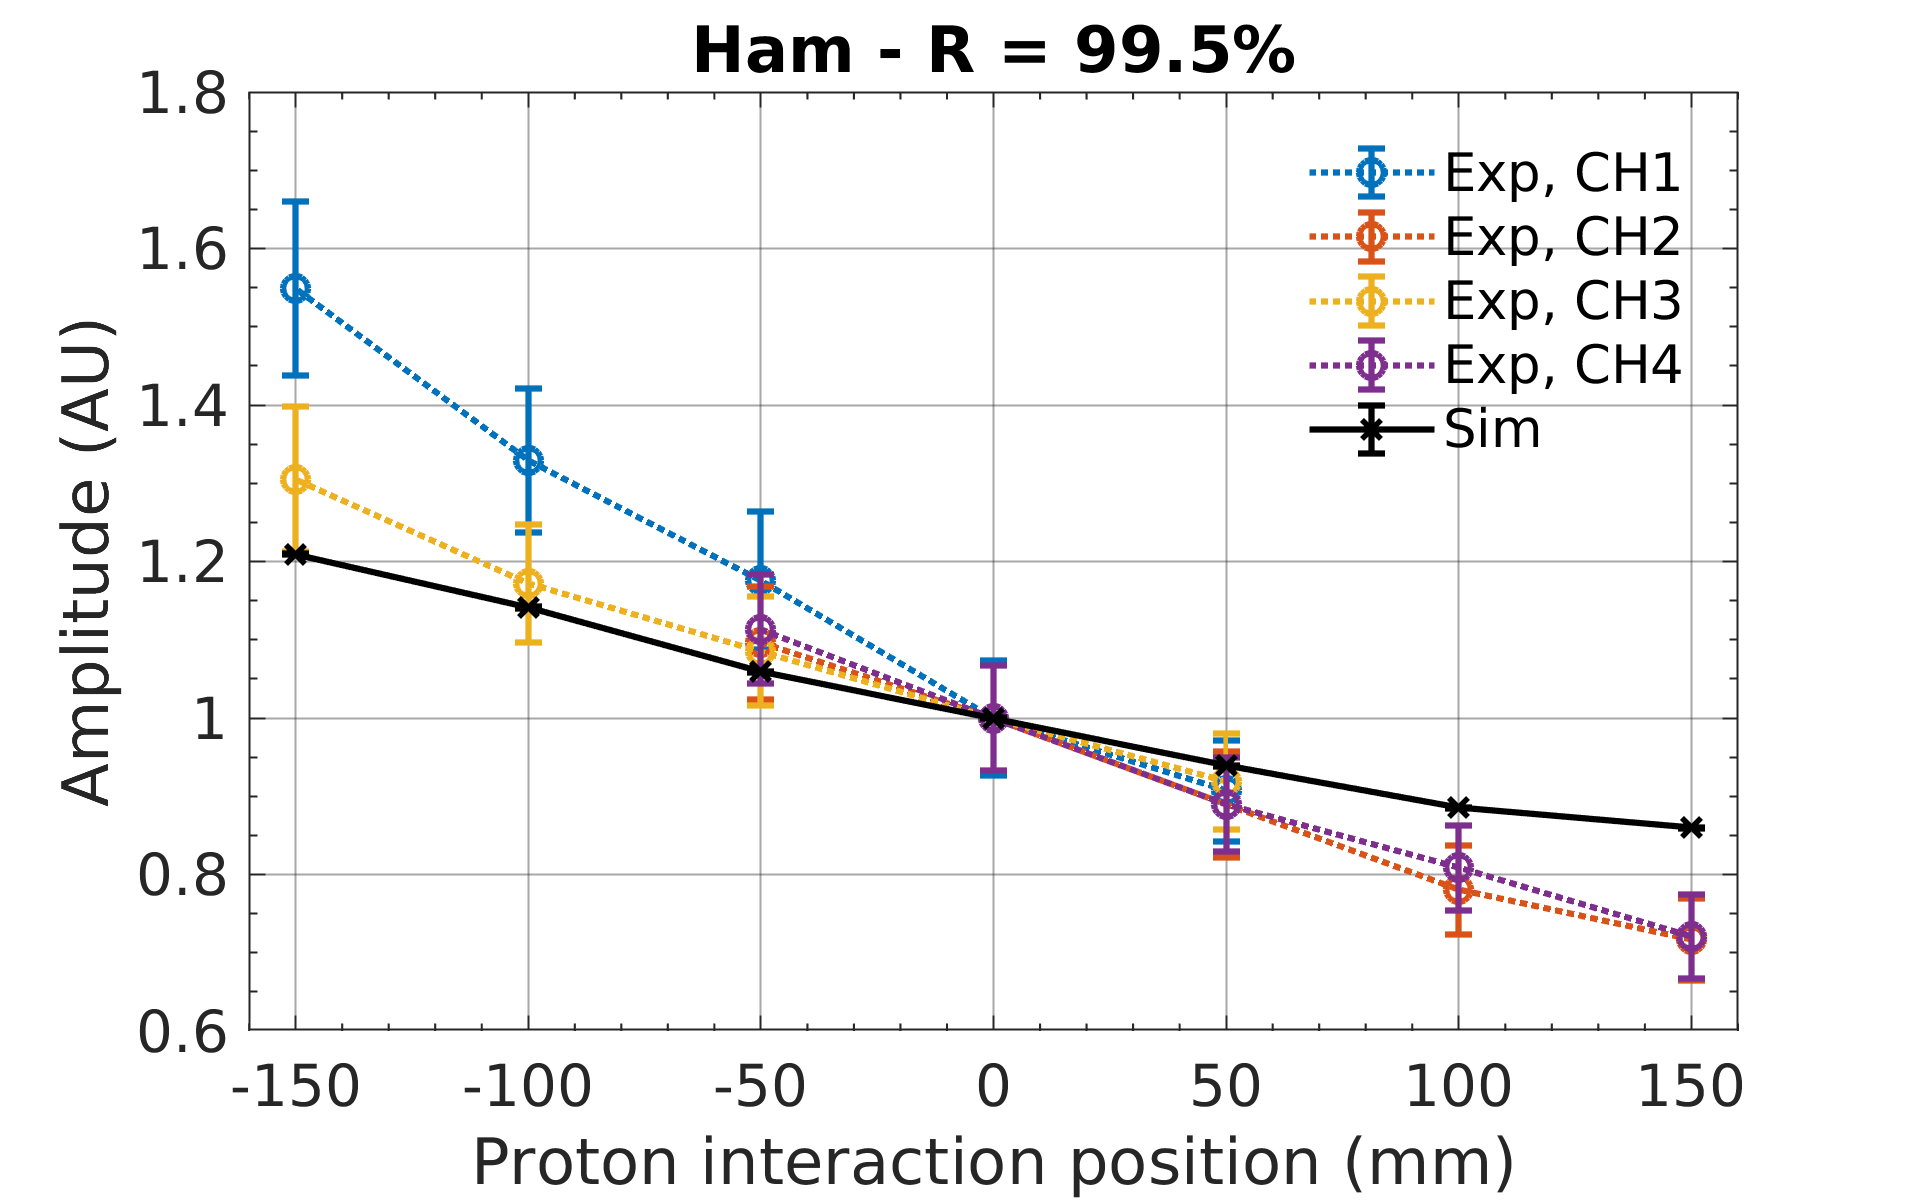 Ham - R = 99.5%
1.8
1.6
1.4
1.2
1
0.8
0.6
Amplitude (AU)
Exp, CH1
Exp, CH2
Exp, CH3
Exp, CH4
Sim
-150 -100 -50 0 50 100 150
Proton interaction position (mm)